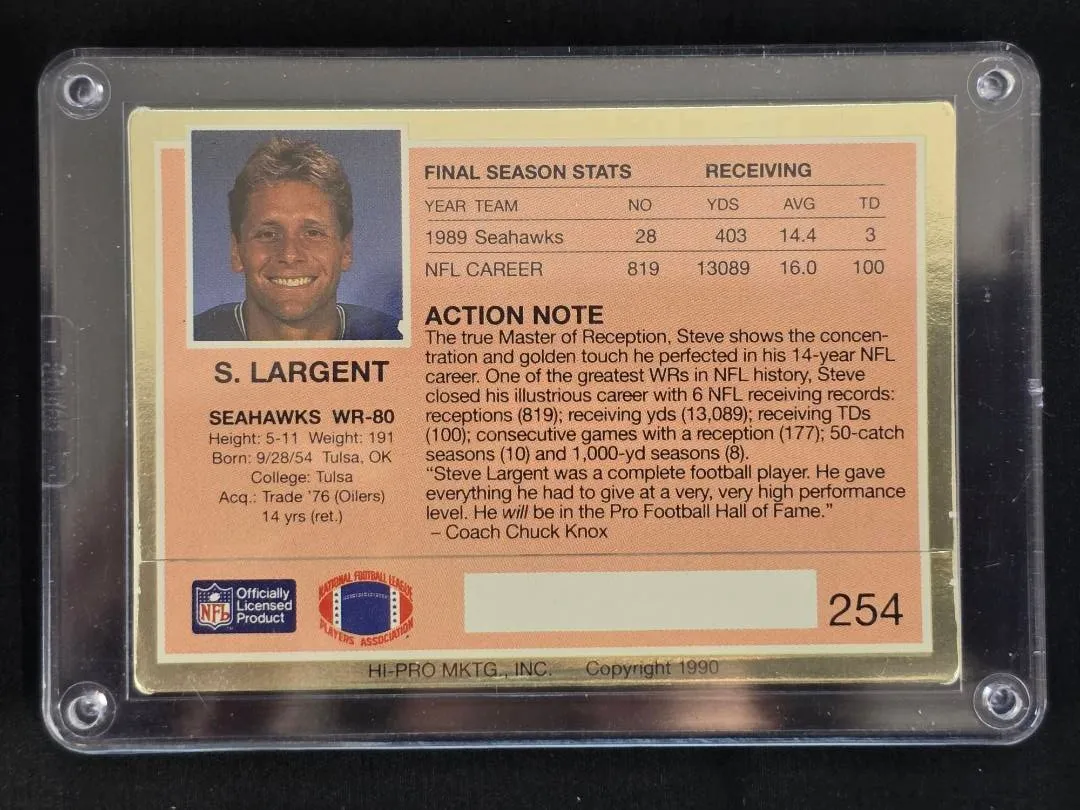 FINAL SEASON STATS RECEIVING
YEAR TEAM NO YDS AVG TD
1989 Seahawks 28 403 14.4 3
NFL CAREER 819 13089 16.0 100
ACTION NOTE
The true Master of Reception, Steve shows the concen-
tration and golden touch he perfected in his 14-year NFL
career. One of the greatest WRs in NFL history, Steve
closed his illustrious career with 6 NFL receiving records:
receptions (819); receiving yds (13,089); receiving TDs
(100); consecutive games with a reception (177); 50-catch
seasons (10) and 1,000-yd seasons (8).
“Steve Largent was a complete football player. He gave
everything he had to give at a very, very high performance
level. He will be in the Pro Football Hall of Fame.”
– Coach Chuck Knox
S. LARGENT
SEAHAWKS WR-80
Height: 5-11 Weight: 191
Born: 9/28/54 Tulsa, OK
College: Tulsa
Acq.: Trade '76 (Oilers)
14 yrs (ret.)
NFL
Officially
Licensed
Product
NATIONAL FOOTBALL LEAGUE
PLAYERS ASSOCIATION
254
HI-PRO MKTG., INC. Copyright 1990